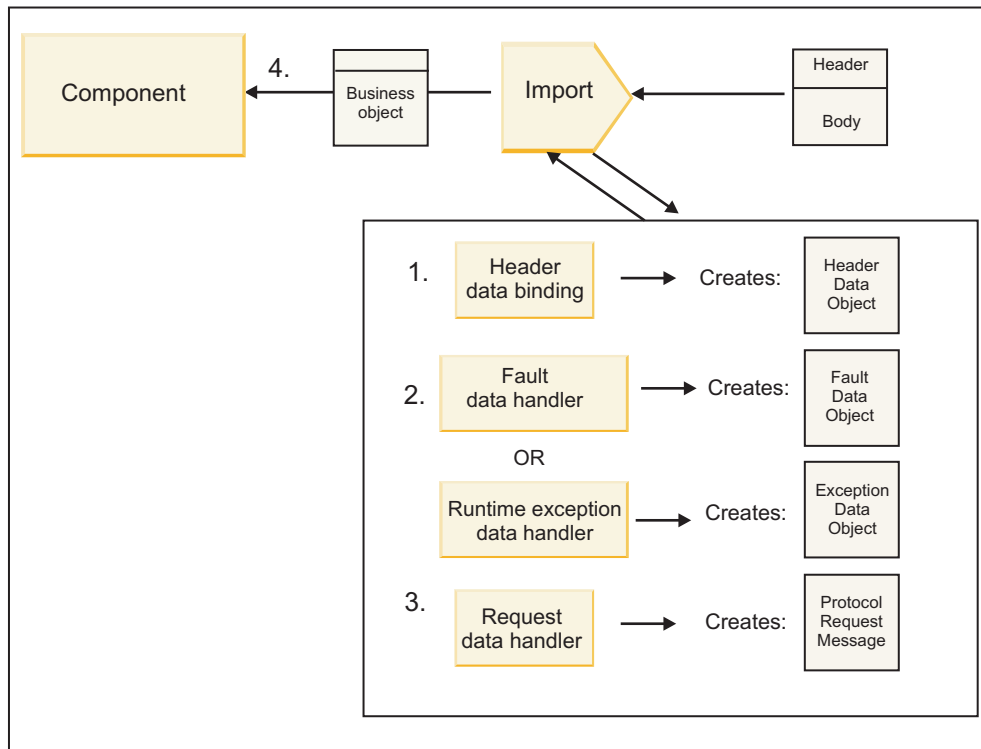 Component
4.
Business
object
Import
Header
Body
1.
Header
data binding
Creates:
Header
Data
Object
2.
Fault
data handler
Creates:
Fault
Data
Object
OR
Runtime exception
data handler
Creates:
Exception
Data
Object
3.
Request
data handler
Creates:
Protocol
Request
Message